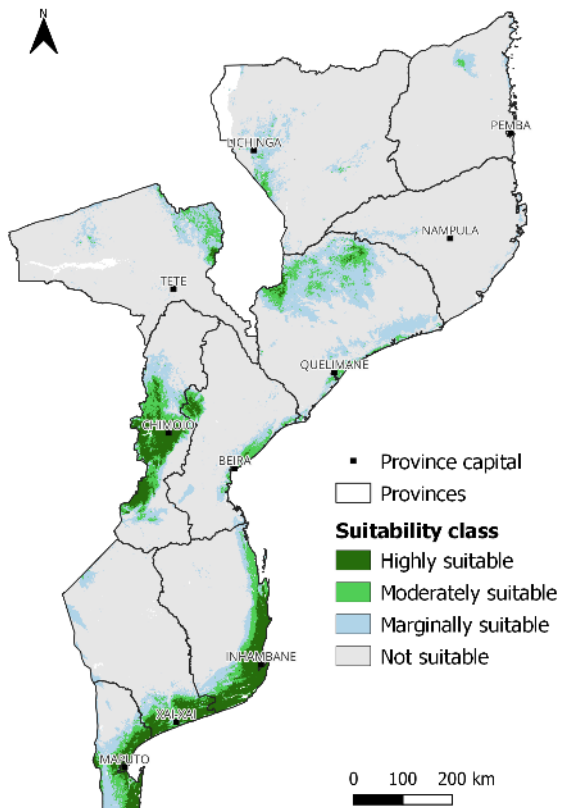 N
PEMBA
LICHINGA
NAMPULA
TETE
QUELIMANE
CHIMOIO
BEIRA
Province capital
Provinces
Suitability class
Highly suitable
Moderately suitable
Marginally suitable
Not suitable
INHAMBANE
XAI-XAI
MAPUTO
0 100 200 km